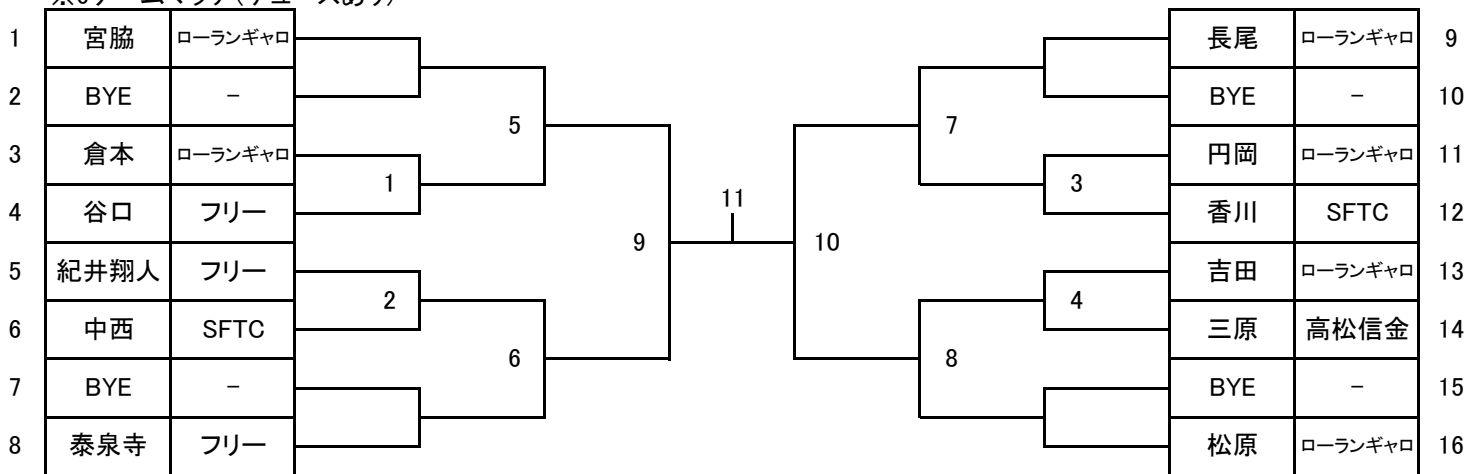 1 宮脇 ローランギャロ
2 BYE -
3 倉本 ローランギャロ
4 谷口 フリー
5 紀井翔人 フリー
6 中西 SFTC
7 BYE -
8 泰泉寺 フリー
5
1
2
6
9
11
10
7
3
4
8
長尾 ローランギャロ 9
BYE - 10
円岡 ローランギャロ 11
香川 SFTC 12
吉田 ローランギャロ 13
三原 高松信金 14
BYE - 15
松原 ローランギャロ 16